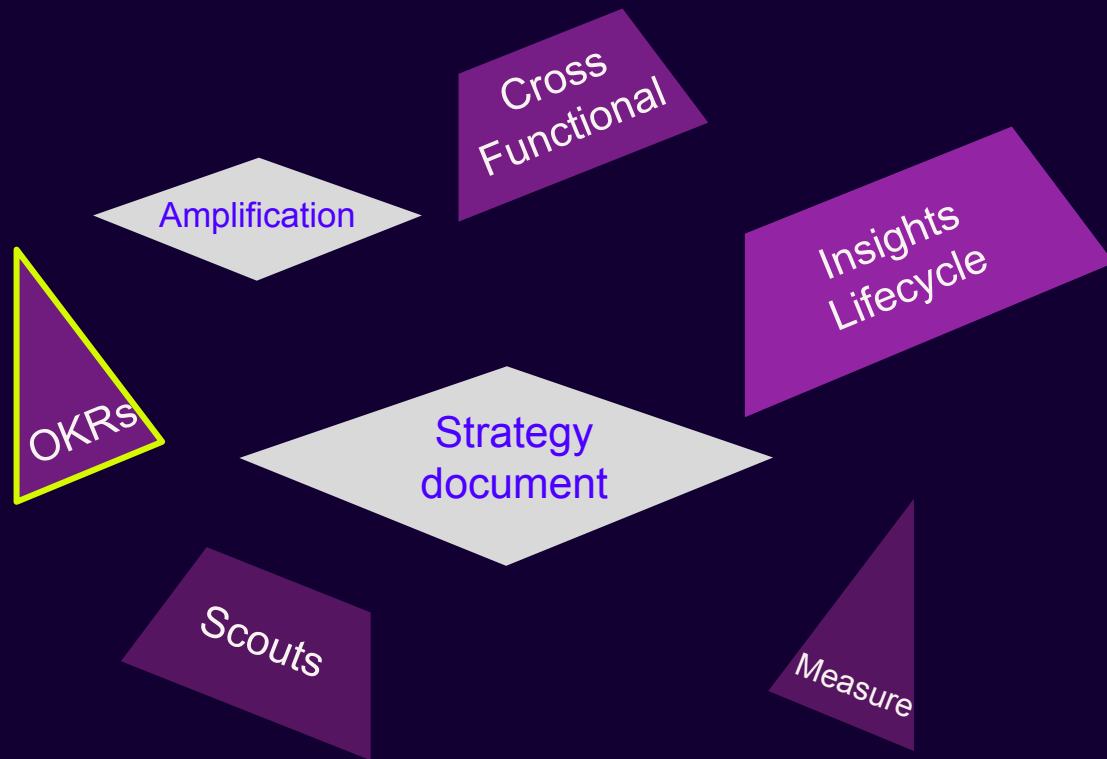 Cross
Functional
Amplification
Insights
Lifecycle
OKRs
Strategy
document
Scouts
Measure